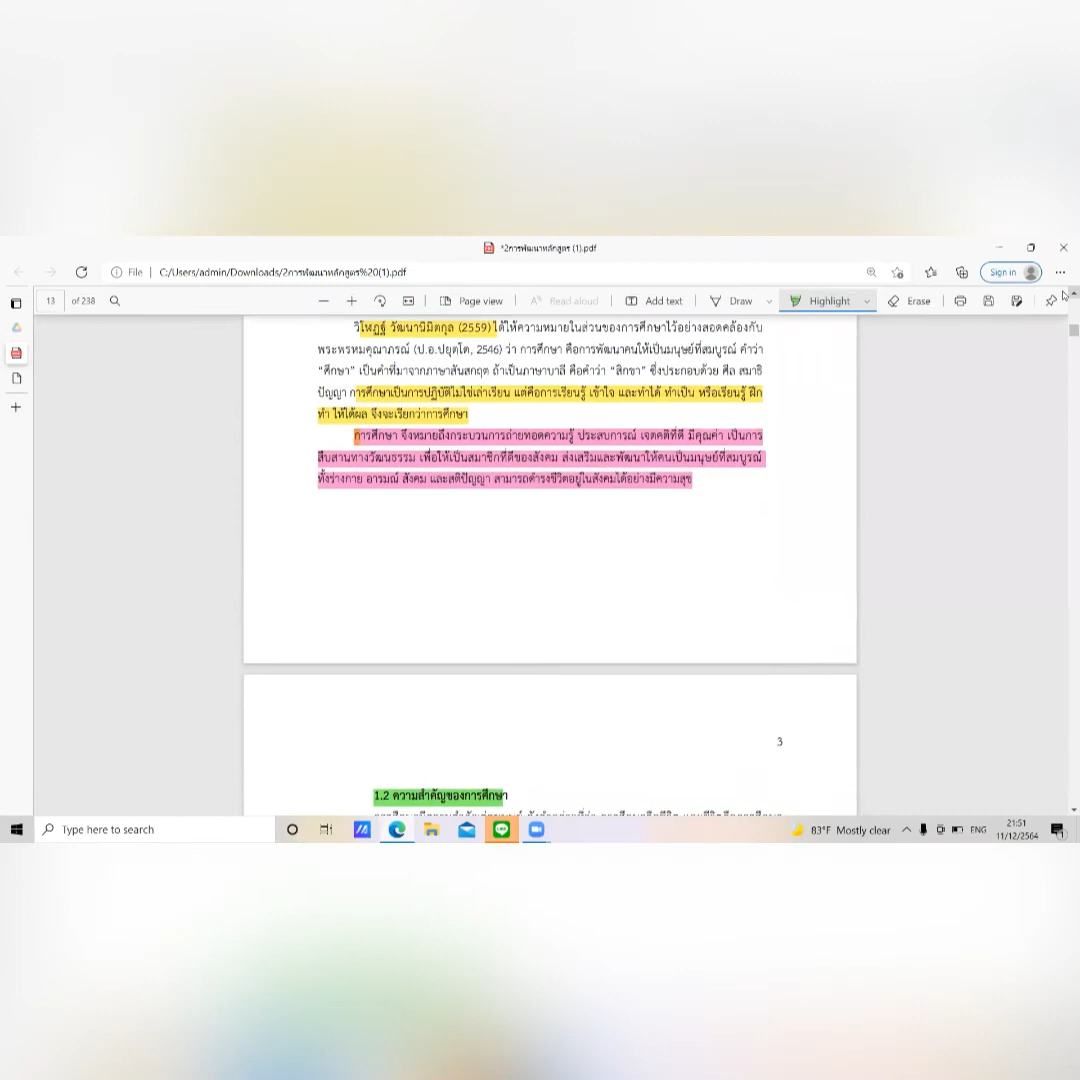 *2การพัฒนาหลักสูตร (1).pdf
File C:/Users/admin/Downloads/2การพัฒนาหลักสูตร%20(1).pdf Sign in
13 of 238 Page view Read aloud Add text Draw Highlight Erase
วิโหฏฐ์ วัฒนานิมิตกุล (2559) ได้ให้ความหมายในส่วนของการศึกษาไว้อย่างสอดคล้องกับ
พระพรหมคุณาภรณ์ (ป.อ.ปยุตโต, 2546) ว่า การศึกษา คือการพัฒนาคนให้เป็นมนุษย์ที่สมบูรณ์ คำว่า
“ศึกษา” เป็นคำที่มาจากภาษาสันสกฤต ถ้าเป็นภาษาบาลี คือคำว่า “สิกขา” ซึ่งประกอบด้วย ศีล สมาธิ
ปัญญา การศึกษาเป็นการปฏิบัติไม่ใช่เล่าเรียน แต่คือการเรียนรู้ เข้าใจ และทำได้ ทำเป็น หรือเรียนรู้ ฝึก
ทำ ให้ได้ผล จึงจะเรียกว่าการศึกษา
การศึกษา จึงหมายถึงกระบวนการถ่ายทอดความรู้ ประสบการณ์ เจตคติที่ดี มีคุณค่า เป็นการ
สืบสานทางวัฒนธรรม เพื่อให้เป็นสมาชิกที่ดีของสังคม ส่งเสริมและพัฒนาให้คนเป็นมนุษย์ที่สมบูรณ์
ทั้งร่างกาย อารมณ์ สังคม และสติปัญญา สามารถดำรงชีวิตอยู่ในสังคมได้อย่างมีความสุข
3
1.2 ความสำคัญของการศึกษา
Type here to search 83°F Mostly clear ENG 21:51
11/12/2564